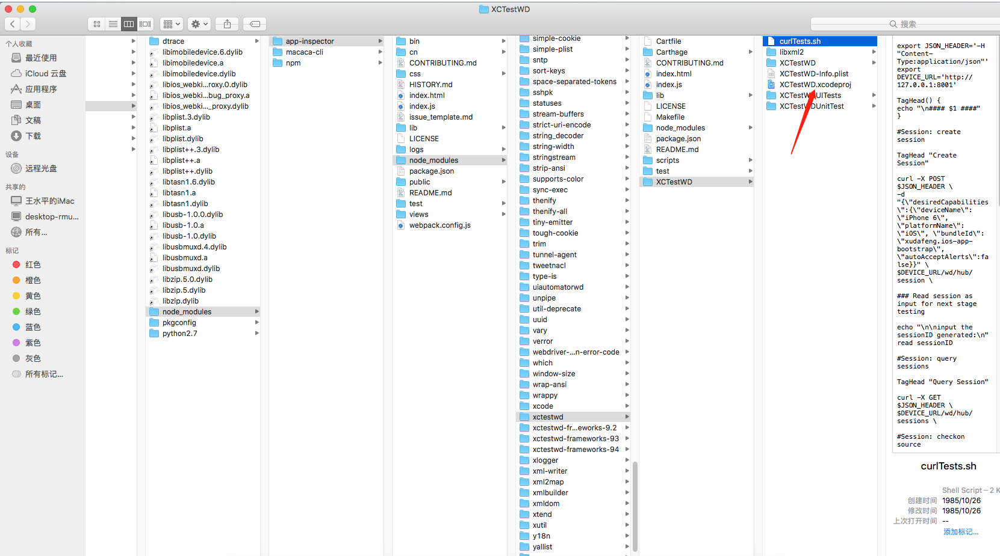 XCTestWD
搜索
个人收藏
最近使用
iCloud 云盘
应用程序
桌面
文稿
下载
设备
远程光盘
共享的
王水平的iMac
desktop-rmu...
所有...
标记
红色
橙色
黄色
绿色
蓝色
紫色
灰色
所有标记...
dtrace
libimobiledevice.6.dylib
libimobiledevice.a
libimobiledevice.dylib
libios_webki...roxy.0.dylib
libios_webki...bug_proxy.a
libios_webki..._proxy.dylib
libplist.3.dylib
libplist.a
libplist.dylib
libplist++.3.dylib
libplist++.a
libplist++.dylib
libtasn1.6.dylib
libtasn1.a
libtasn1.dylib
libusb-1.0.0.dylib
libusb-1.0.a
libusb-1.0.dylib
libusbmuxd.4.dylib
libusbmuxd.a
libusbmuxd.dylib
libzip.5.0.dylib
libzip.5.dylib
libzip.dylib
node_modules
pkgconfig
python2.7
app-inspector
macaca-cli
npm
bin
cn
CONTRIBUTING.md
css
HISTORY.md
index.html
index.js
issue_template.md
lib
LICENSE
logs
node_modules
package.json
public
README.md
test
views
webpack.config.js
simple-cookie
simple-plist
sntp
sort-keys
space-separated-tokens
sshpk
statuses
stream-buffers
strict-uri-encode
string_decoder
string-width
stringstream
strip-ansi
supports-color
sync-exec
thenify
thenify-all
tiny-emitter
tough-cookie
trim
tunnel-agent
tweetnacl
type-is
uiautomatorwd
unpipe
util-deprecate
uuid
vary
verror
webdriver-...n-error-code
which
window-size
wrap-ansi
wrappy
xcode
xctestwd
xctestwd-fr...eworks-9.2
xctestwd-frameworks-93
xctestwd-frameworks-94
xlogger
xml-writer
xml2map
xmlbuilder
xmldom
xtend
xutil
y18n
yallist
Cartfile
Carthage
CONTRIBUTING.md
index.html
index.js
lib
LICENSE
Makefile
node_modules
package.json
README.md
scripts
test
XCTestWD
curlTests.sh
libxml2
XCTestWD
XCTestWD-Info.plist
XCTestWD.xcodeproj
XCTestWDUITests
XCTestWDUnitTest
export JSON_HEADER='-H
"Content-
Type:application/json"'
export
DEVICE_URL='http://
127.0.0.1:8001'
TagHead() {
echo "\n#### $1 ####"
}
#Session: create
session
TagHead "Create
Session"
curl -X POST
$JSON_HEADER \
-d
"{\"desiredCapabilities
\":{\"deviceName\":
\"iPhone 6\",
\"platformName\":
\"iOS\", \"bundleId\":
\"xudafeng.ios-app-
bootstrap\",
\"autoAcceptAlerts\":fa
lse}}" \
$DEVICE_URL/wd/hub/
session \
### Read session as
input for next stage
testing
echo "\n\ninput the
sessionID generated:\n"
read sessionID
#Session: query
sessions
TagHead "Query Session"
curl -X GET
$JSON_HEADER \
$DEVICE_URL/wd/hub/
sessions \
#Session: checkon
source
curlTests.sh
Shell Script — 2 K
创建时间 1985/10/26
修改时间 1985/10/26
上次打开时间 --
添加标记...